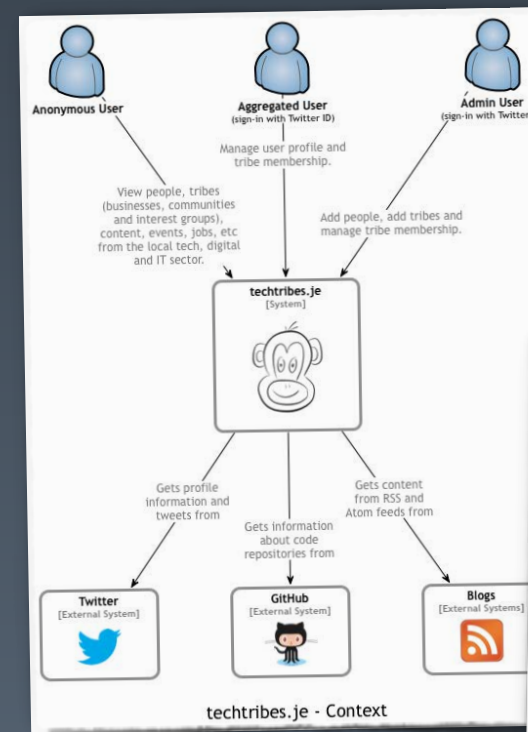 Anonymous User
Aggregated User
(sign-in with Twitter ID)
Admin User
(sign-in with Twitter
Manage user profile and
tribe membership.
View people, tribes
(businesses, communities
and interest groups),
content, events, jobs, etc
from the local tech, digital
and IT sector.
Add people, add tribes and
manage tribe membership.
techtribes.je
[System]
Gets profile
information and
tweets from
Gets information
about code
repositories from
Gets content
from RSS and
Atom feeds from
Twitter
[External System]
GitHub
[External System]
Blogs
[External Systems]
techtribes.je - Context